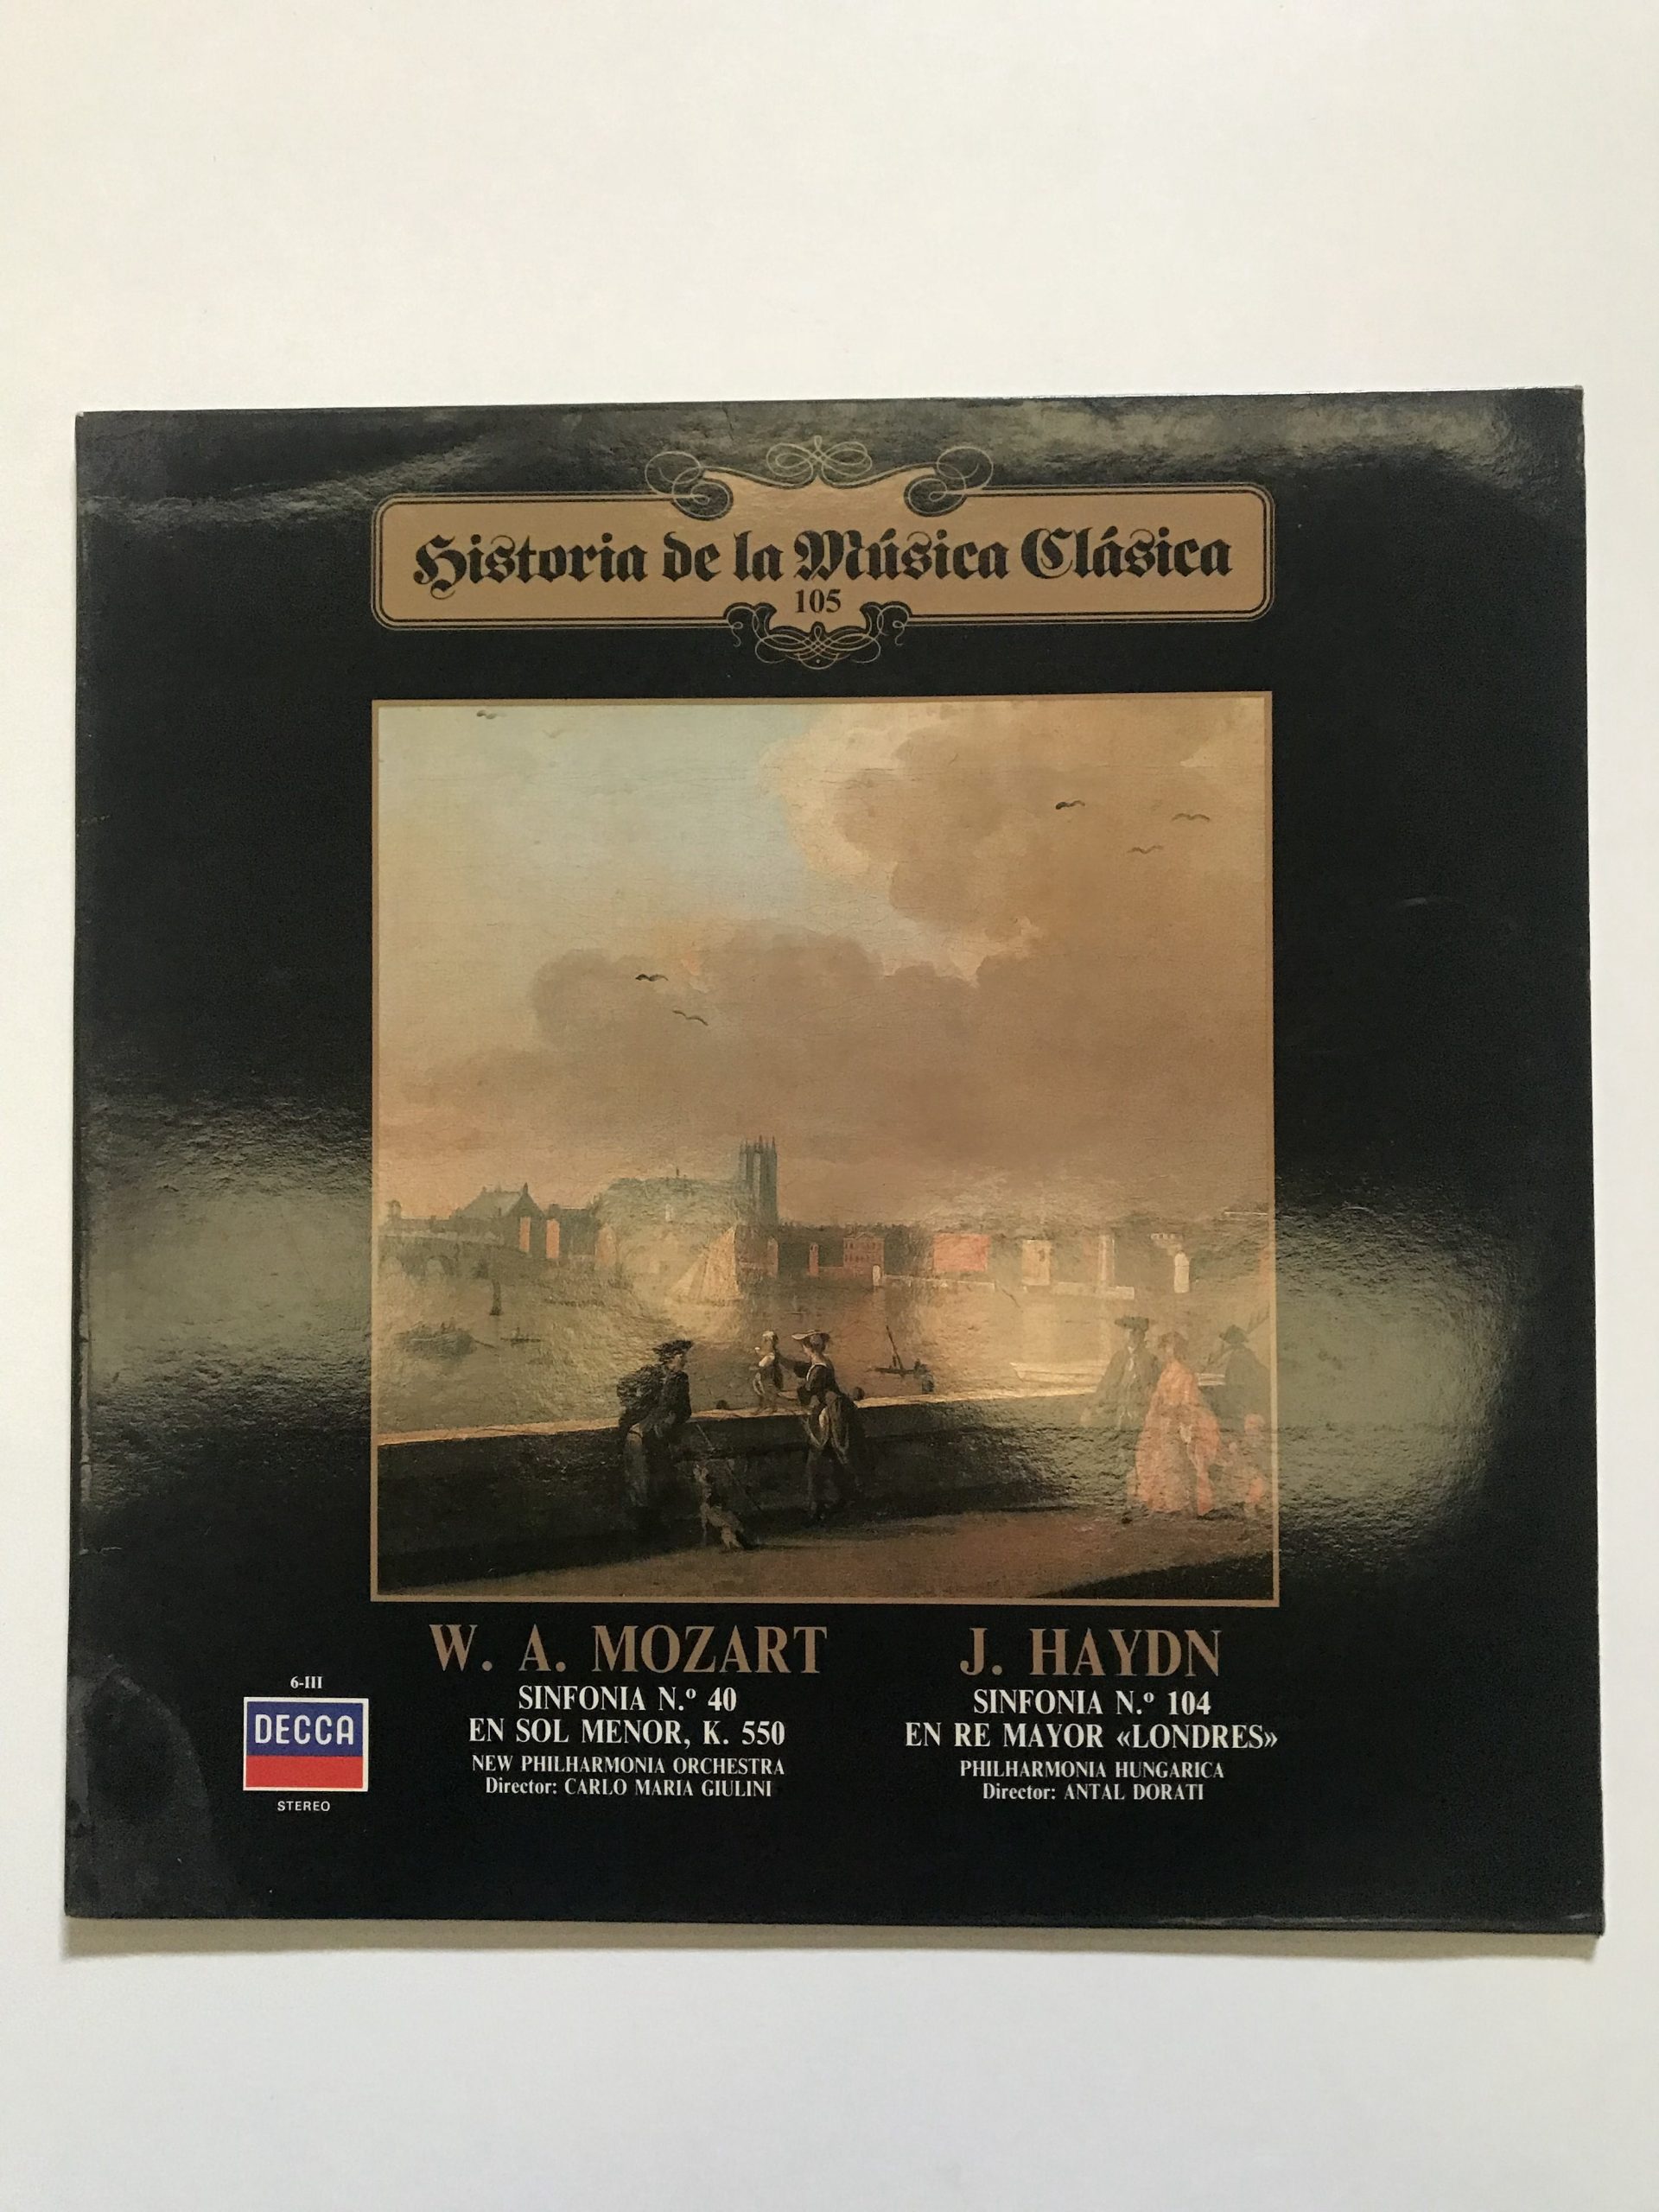 Historia de la Música Clásica
105
W. A. MOZART
SINFONIA N.º 40
EN SOL MENOR, K. 550
NEW PHILHARMONIA ORCHESTRA
Director: CARLO MARIA GIULINI
J. HAYDN
SINFONIA N.º 104
EN RE MAYOR «LONDRES»
PHILHARMONIA HUNGARICA
Director: ANTAL DORATI
6-III
DECCA
STEREO